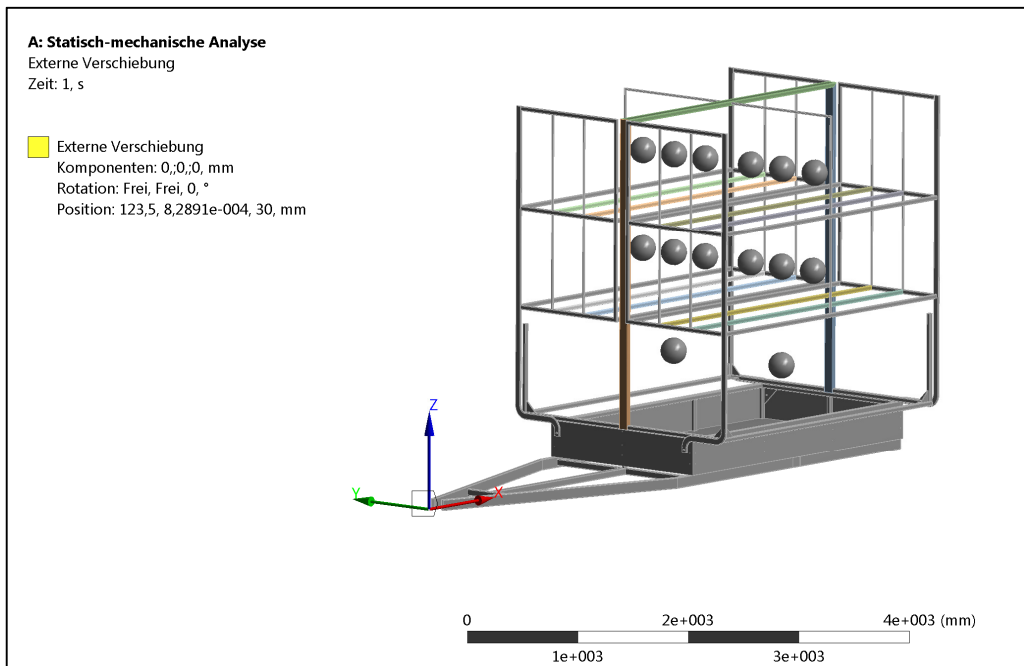 A: Statisch-mechanische Analyse
Externe Verschiebung
Zeit: 1, s
Externe Verschiebung
Komponenten: 0,;0,;0, mm
Rotation: Frei, Frei, 0, °
Position: 123,5, 8,2891e-004, 30, mm
Z
Y
X
0 2e+003 4e+003 (mm)
1e+003 3e+003